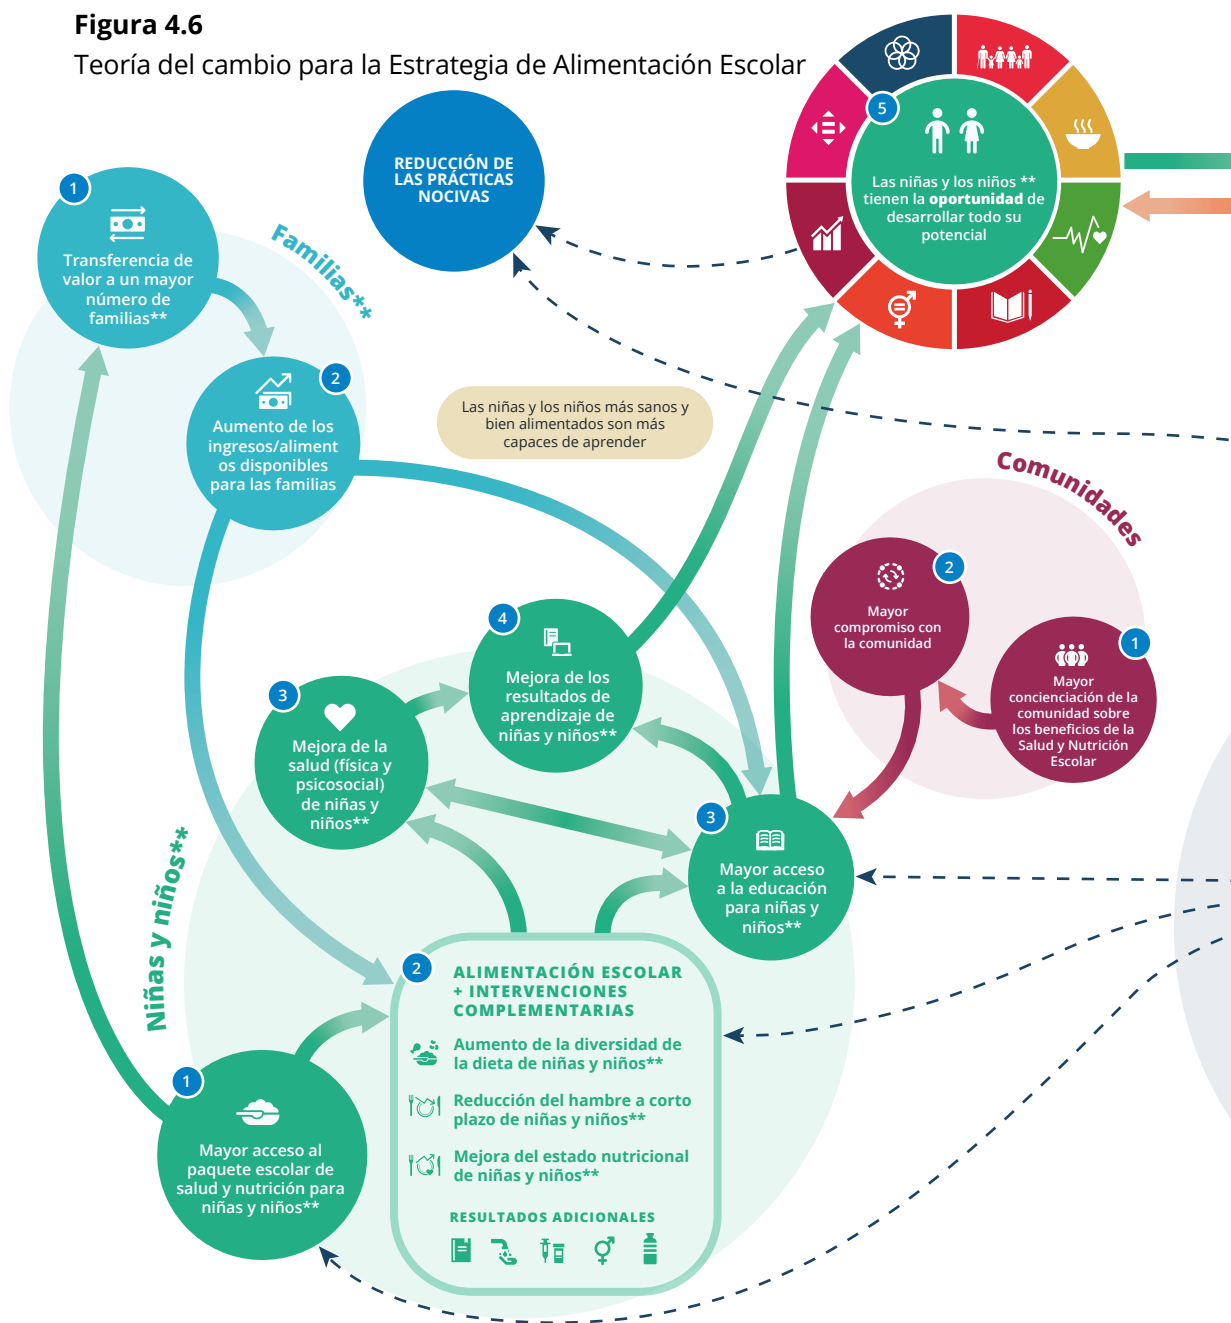 Figura 4.6
Teoría del cambio para la Estrategia de Alimentación Escolar
REDUCCIÓN DE
LAS PRÁCTICAS
NOCIVAS
5
Las niñas y los niños **
tienen la oportunidad de
desarrollar todo su
potencial
Familias**
1
Transferencia de
valor a un mayor
número de
familias**
2
Aumento de los
ingresos/aliment
os disponibles
para las familias
Las niñas y los niños más sanos y
bien alimentados son más
capaces de aprender
Comunidades
2
Mayor
compromiso con
la comunidad
1
Mayor
concienciación de la
comunidad sobre
los beneficios de la
Salud y Nutrición
Escolar
4
Mejora de los
resultados de
aprendizaje de
niñas y niños**
3
Mejora de la
salud (física y
psicosocial)
de niñas y
niños**
3
Mayor acceso
a la educación
para niñas y
niños**
Niñas y niños**
2
ALIMENTACIÓN ESCOLAR
+ INTERVENCIONES
COMPLEMENTARIAS
Aumento de la diversidad de
la dieta de niñas y niños**
Reducción del hambre a corto
plazo de niñas y niños**
Mejora del estado nutricional
de niñas y niños**
RESULTADOS ADICIONALES
1
Mayor acceso al
paquete escolar de
salud y nutrición para
niñas y niños**